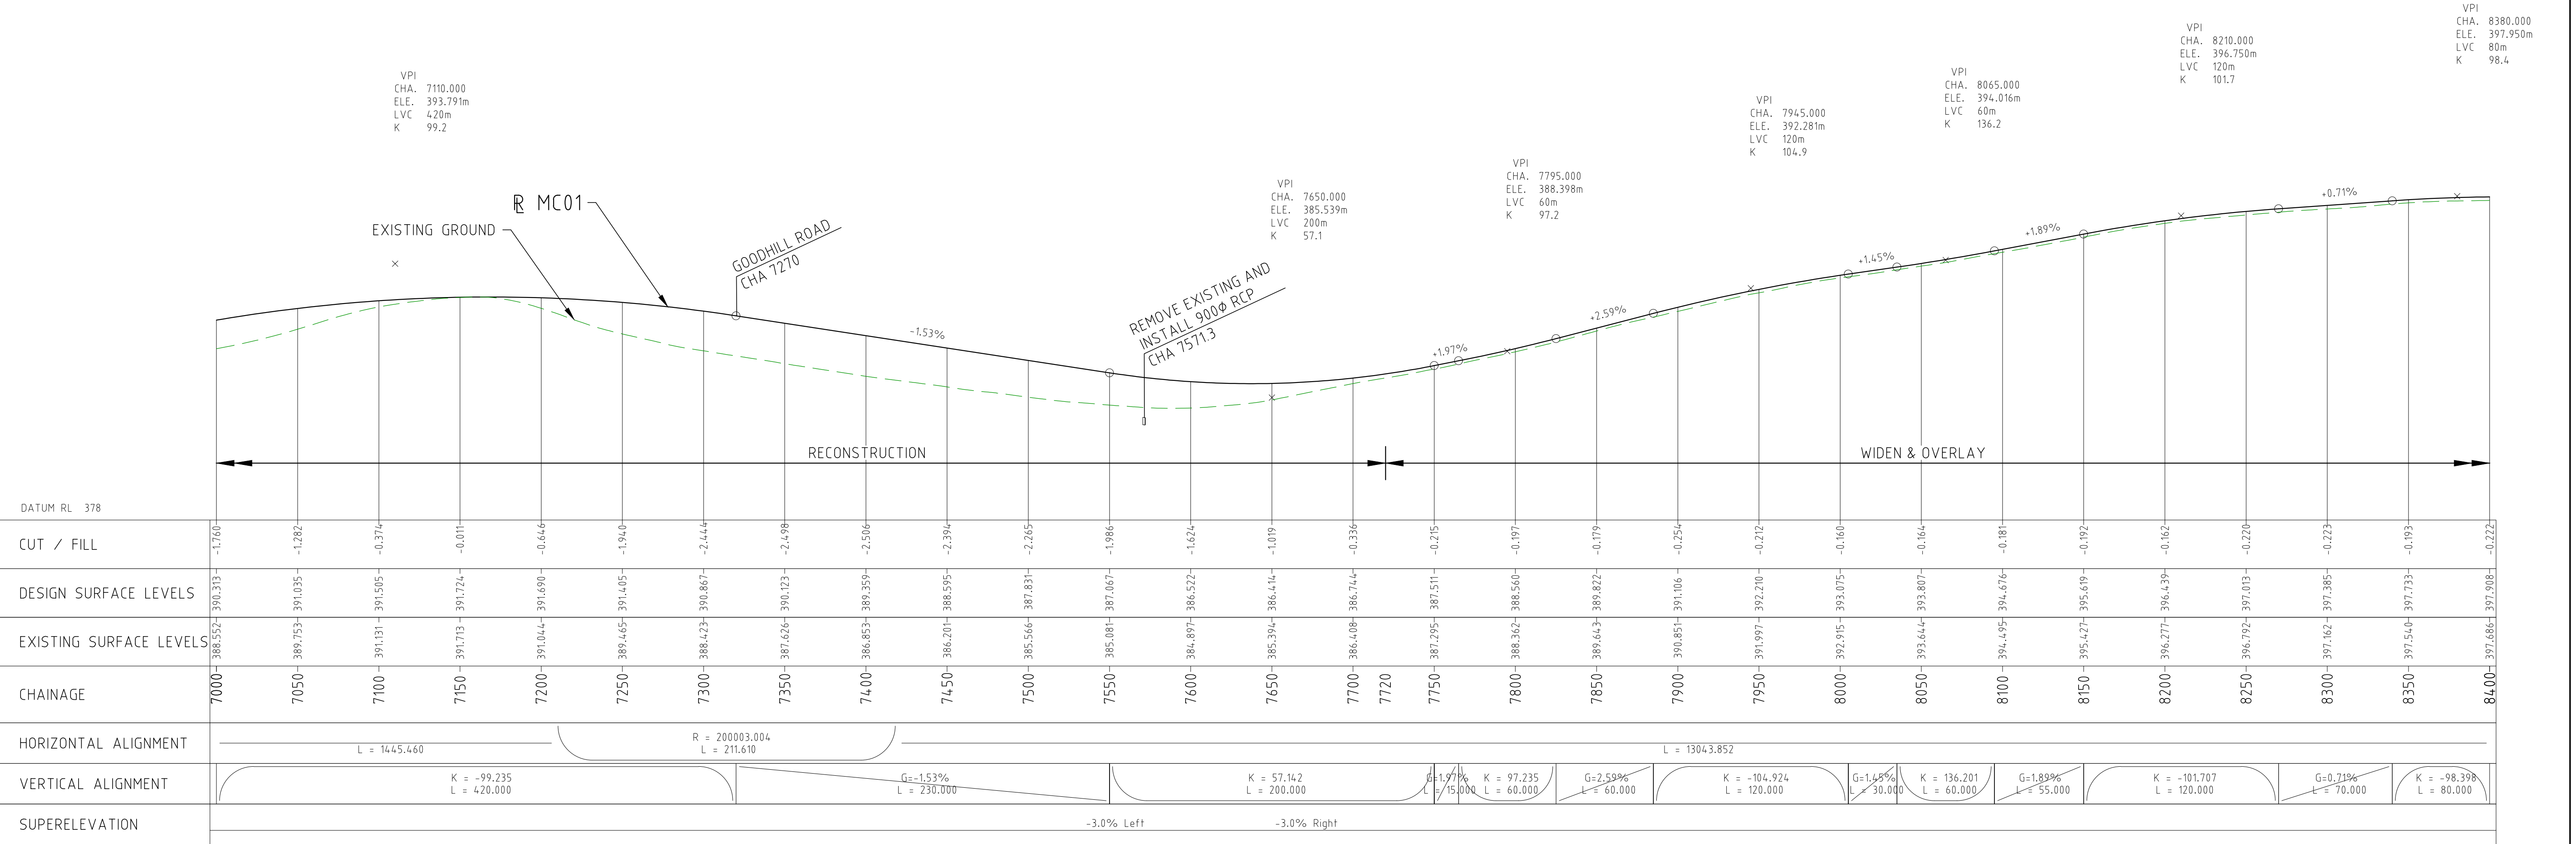 VPI
CHA. 8380.000
ELE. 397.950m
LVC 80m
K 98.4
VPI
CHA. 8210.000
ELE. 396.750m
LVC 120m
K 101.7
VPI
CHA. 8065.000
ELE. 394.016m
LVC 60m
K 136.2
VPI
CHA. 7110.000
ELE. 393.791m
LVC 420m
K 99.2
VPI
CHA. 7945.000
ELE. 392.281m
LVC 120m
K 104.9
VPI
CHA. 7795.000
ELE. 388.398m
LVC 60m
K 97.2
VPI
CHA. 7650.000
ELE. 385.539m
LVC 200m
K 57.1
RL MC01
EXISTING GROUND
GOODHILL ROAD
CHA 7270
REMOVE EXISTING AND
INSTALL 900Ø RCP
CHA 7571.3
-1.53%
+1.97%
+2.59%
+1.45%
+1.89%
+0.71%
RECONSTRUCTION
WIDEN & OVERLAY
DATUM RL 378
CUT / FILL
-1.760 -1.282 -0.374 -0.011 -0.646 -1.940 -2.444 -2.498 -2.506 -2.394 -2.265 -1.986 -1.624 -1.019 -0.336 -0.215 -0.197 -0.179 -0.254 -0.212 -0.160 -0.164 -0.181 -0.192 -0.162 -0.220 -0.223 -0.193 -0.222
DESIGN SURFACE LEVELS
390.313 391.035 391.505 391.724 391.690 391.405 390.867 390.123 389.359 388.595 387.831 387.067 386.522 386.414 386.744 387.511 388.560 389.822 391.106 392.210 393.075 393.807 394.676 395.619 396.439 397.013 397.385 397.733 397.908
EXISTING SURFACE LEVELS
388.552 389.753 391.131 391.713 391.044 389.465 388.423 387.626 386.853 386.201 385.566 385.081 384.897 385.394 386.408 387.295 388.362 389.643 390.851 391.997 392.915 393.644 394.495 395.427 396.277 396.792 397.162 397.540 397.686
CHAINAGE
7000 7050 7100 7150 7200 7250 7300 7350 7400 7450 7500 7550 7600 7650 7700 7720 7750 7800 7850 7900 7950 8000 8050 8100 8150 8200 8250 8300 8350 8400
HORIZONTAL ALIGNMENT
L = 1445.460
R = 200003.004
L = 211.610
L = 13043.852
VERTICAL ALIGNMENT
K = -99.235
L = 420.000
G=-1.53%
L = 230.000
K = 57.142
L = 200.000
G=1.97%
L = 15.000
K = 97.235
L = 60.000
G=2.59%
L = 60.000
K = -104.924
L = 120.000
G=1.45%
L = 30.000
K = 136.201
L = 60.000
G=1.89%
L = 55.000
K = -101.707
L = 120.000
G=0.71%
L = 70.000
K = -98.398
L = 80.000
SUPERELEVATION
-3.0% Left
-3.0% Right